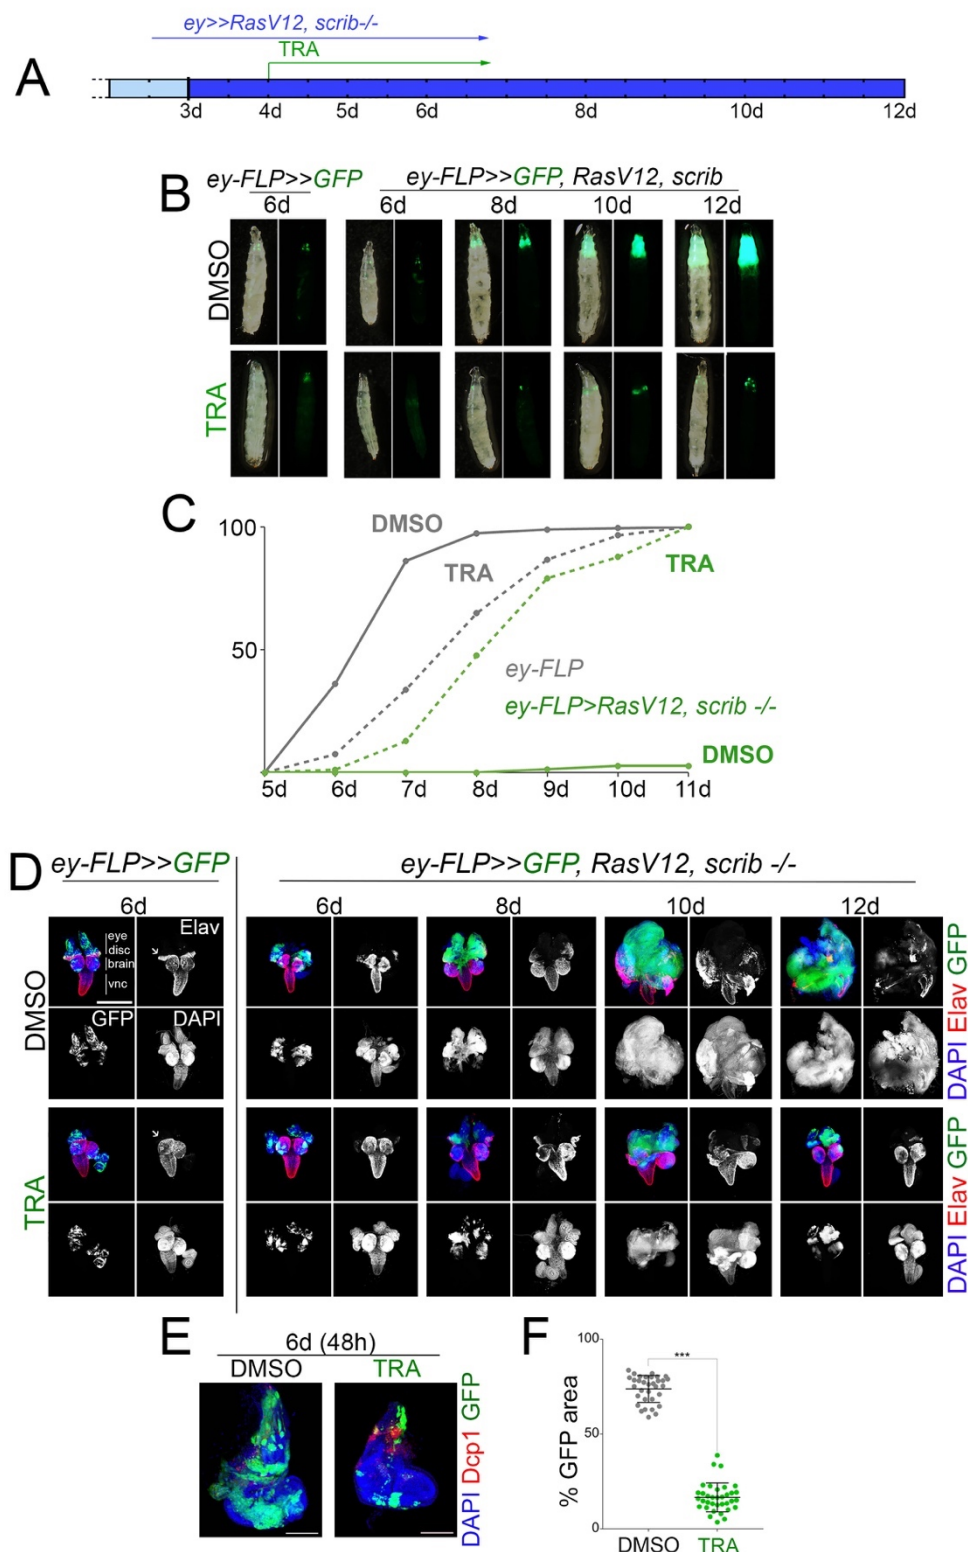 A
ey>>RasV12, scrib-/-
TRA
3d 4d 5d 6d 8d 10d 12d
B
ey-FLP>>GFP ey-FLP>>GFP, RasV12, scrib
6d 6d 8d 10d 12d
DMSO
TRA
C
100
50
DMSO
TRA
TRA
ey-FLP
ey-FLP>RasV12, scrib -/-
DMSO
5d 6d 7d 8d 9d 10d 11d
D
ey-FLP>>GFP ey-FLP>>GFP, RasV12, scrib -/-
6d 6d 8d 10d 12d
Elav
eye
disc
brain
vnc
GFP DAPI
DMSO
DAPI Elav GFP
TRA
DAPI Elav GFP
E
6d (48h)
DMSO TRA
DAPI Dcp1 GFP
F
% GFP area
100
50
0
***
DMSO TRA